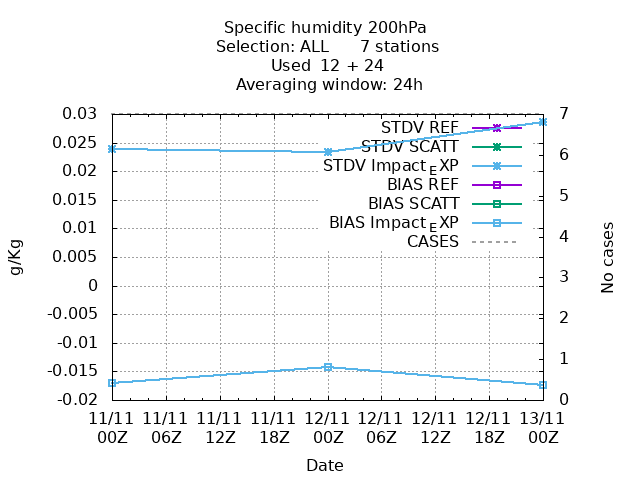 Specific humidity 200hPa
Selection: ALL 7 stations
Used 12 + 24
Averaging window: 24h
0.03
0.025
0.02
0.015
0.01
0.005
0
-0.005
-0.01
-0.015
-0.02
g/Kg
STDV REF
STDV SCATT
STDV Impact_EXP
BIAS REF
BIAS SCATT
BIAS Impact_EXP
CASES
7
6
5
4
3
2
1
0
No cases
11/11 11/11 11/11 11/11 12/11 12/11 12/11 12/11 13/11
00Z 06Z 12Z 18Z 00Z 06Z 12Z 18Z 00Z
Date